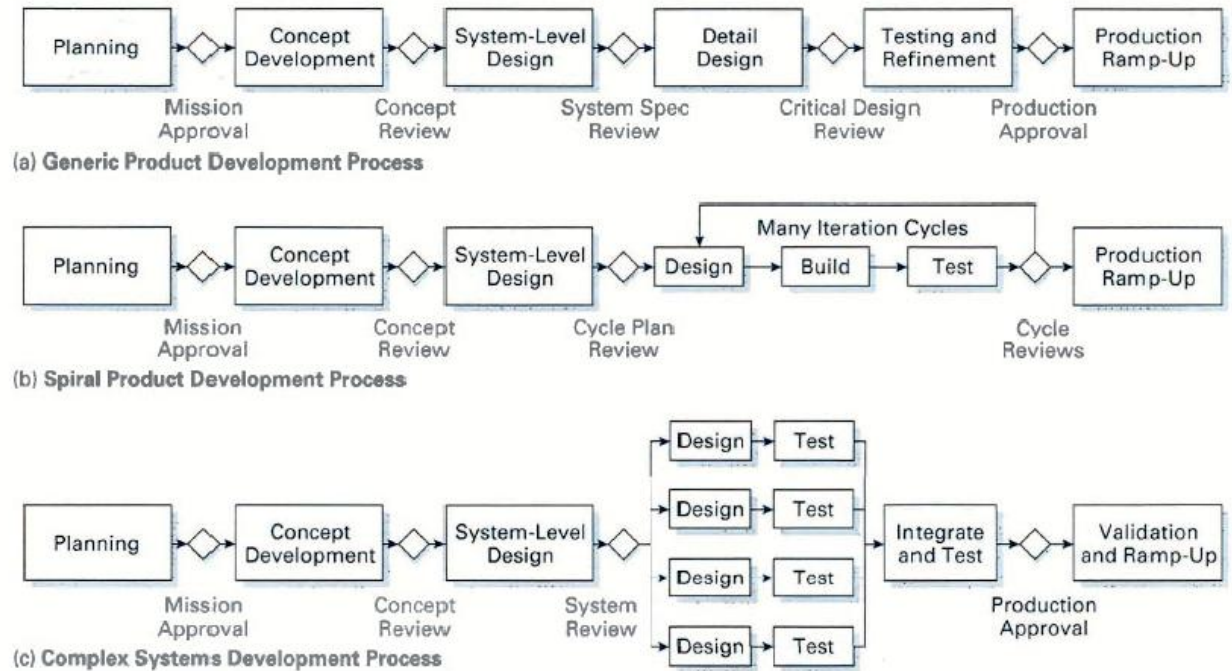 Planning
Concept
Development
System-Level
Design
Detail
Design
Testing and
Refinement
Production
Ramp-Up
Mission
Approval
Concept
Review
System Spec
Review
Critical Design
Review
Production
Approval
(a) Generic Product Development Process
Planning
Concept
Development
System-Level
Design
Many Iteration Cycles
Design
Build
Test
Production
Ramp-Up
Mission
Approval
Concept
Review
Cycle Plan
Review
Cycle
Reviews
(b) Spiral Product Development Process
Planning
Concept
Development
System-Level
Design
Design
Test
Design
Test
Design
Test
Design
Test
Integrate
and Test
Validation
and Ramp-Up
Mission
Approval
Concept
Review
System
Review
Production
Approval
(c) Complex Systems Development Process